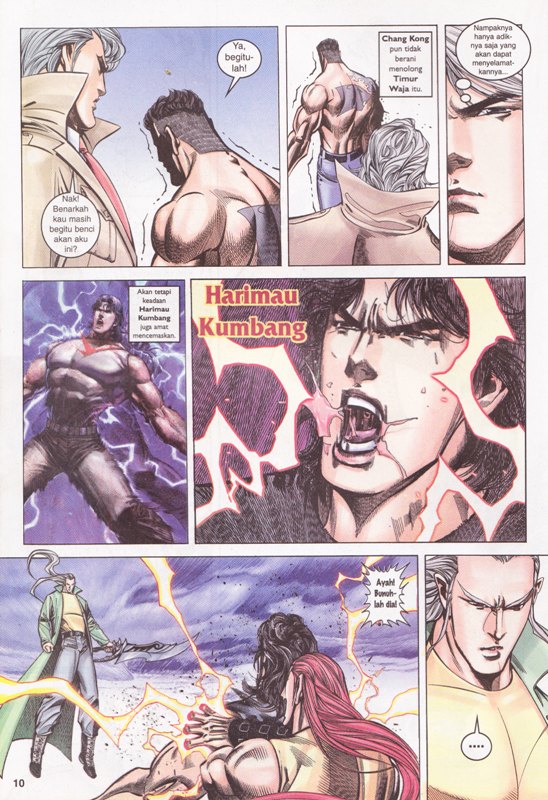 Ya,
begitu-
lah!
Nak!
Benarkah
kau masih
begitu benci
akan aku
ini?
Chang Kong
pun tidak
berani
menolong
Timur
Waja itu.
Nampaknya
hanya adik-
nya saja yang
akan dapat
menyelamat-
kannya...
Akan tetapi
keadaan
Harimau
Kumbang
juga amat
mencemaskan.
Harimau
Kumbang
Ayah!
Bunuh-
lah dia!
....
10